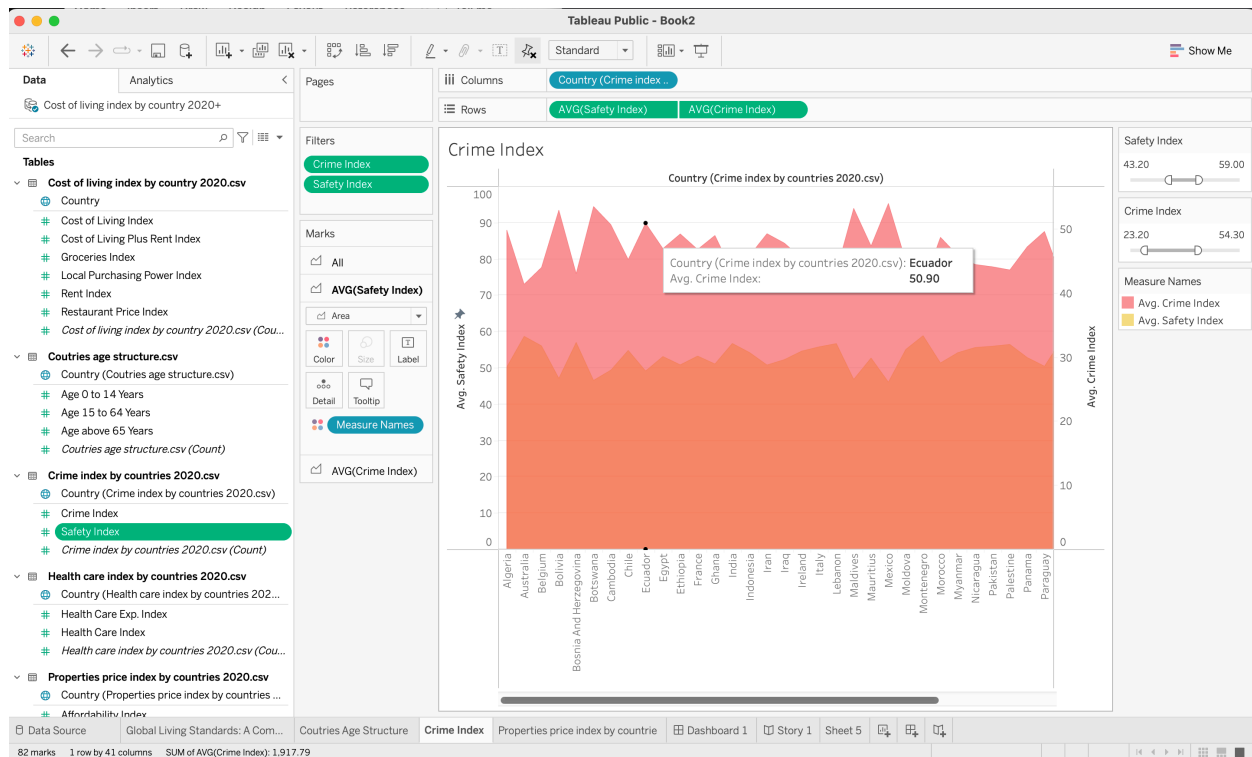 Tableau Public - Book2
Standard
Show Me
Data
Analytics
Cost of living index by country 2020+
Search
Tables
Cost of living index by country 2020.csv
Country
Cost of Living Index
Cost of Living Plus Rent Index
Groceries Index
Local Purchasing Power Index
Rent Index
Restaurant Price Index
Cost of living index by country 2020.csv (Cou...
Coutries age structure.csv
Country (Coutries age structure.csv)
Age 0 to 14 Years
Age 15 to 64 Years
Age above 65 Years
Coutries age structure.csv (Count)
Crime index by countries 2020.csv
Country (Crime index by countries 2020.csv)
Crime Index
Safety Index
Crime index by countries 2020.csv (Count)
Health care index by countries 2020.csv
Country (Health care index by countries 202...
Health Care Exp. Index
Health Care Index
Health care index by countries 2020.csv (Cou...
Properties price index by countries 2020.csv
Country (Properties price index by countries ...
Affordability Index
Pages
Filters
Crime Index
Safety Index
Marks
All
AVG(Safety Index)
Area
Color
Size
Label
Detail
Tooltip
Measure Names
AVG(Crime Index)
Columns
Country (Crime index ..
Rows
AVG(Safety Index)
AVG(Crime Index)
Crime Index
Country (Crime index by countries 2020.csv)
100
90
80
70
60
50
40
30
20
10
0
Avg. Safety Index
Country (Crime index by countries 2020.csv): Ecuador
Avg. Crime Index: 50.90
50
40
30
20
10
0
Avg. Crime Index
Algeria
Australia
Belgium
Bolivia
Bosnia And Herzegovina
Botswana
Cambodia
Chile
Ecuador
Egypt
Ethiopia
France
Ghana
India
Indonesia
Iran
Iraq
Ireland
Italy
Lebanon
Maldives
Mauritius
Mexico
Moldova
Montenegro
Morocco
Myanmar
Nicaragua
Pakistan
Palestine
Panama
Paraguay
Safety Index
43.20 59.00
Crime Index
23.20 54.30
Measure Names
Avg. Crime Index
Avg. Safety Index
Data Source
Global Living Standards: A Com...
Coutries Age Structure
Crime Index
Properties price index by countrie
Dashboard 1
Story 1
Sheet 5
82 marks 1 row by 41 columns SUM of AVG(Crime Index): 1,917.79